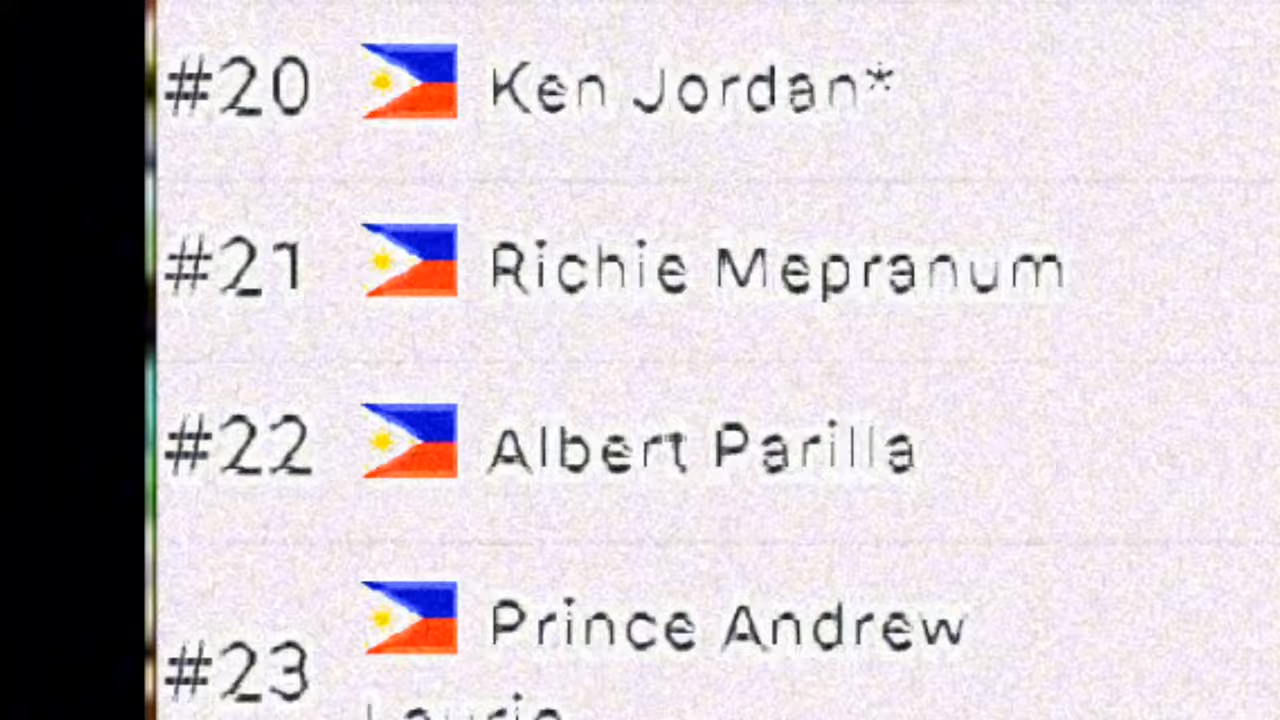 #20 Ken Jordan*
#21 Richie Mepranum
#22 Albert Parilla
#23 Prince Andrew